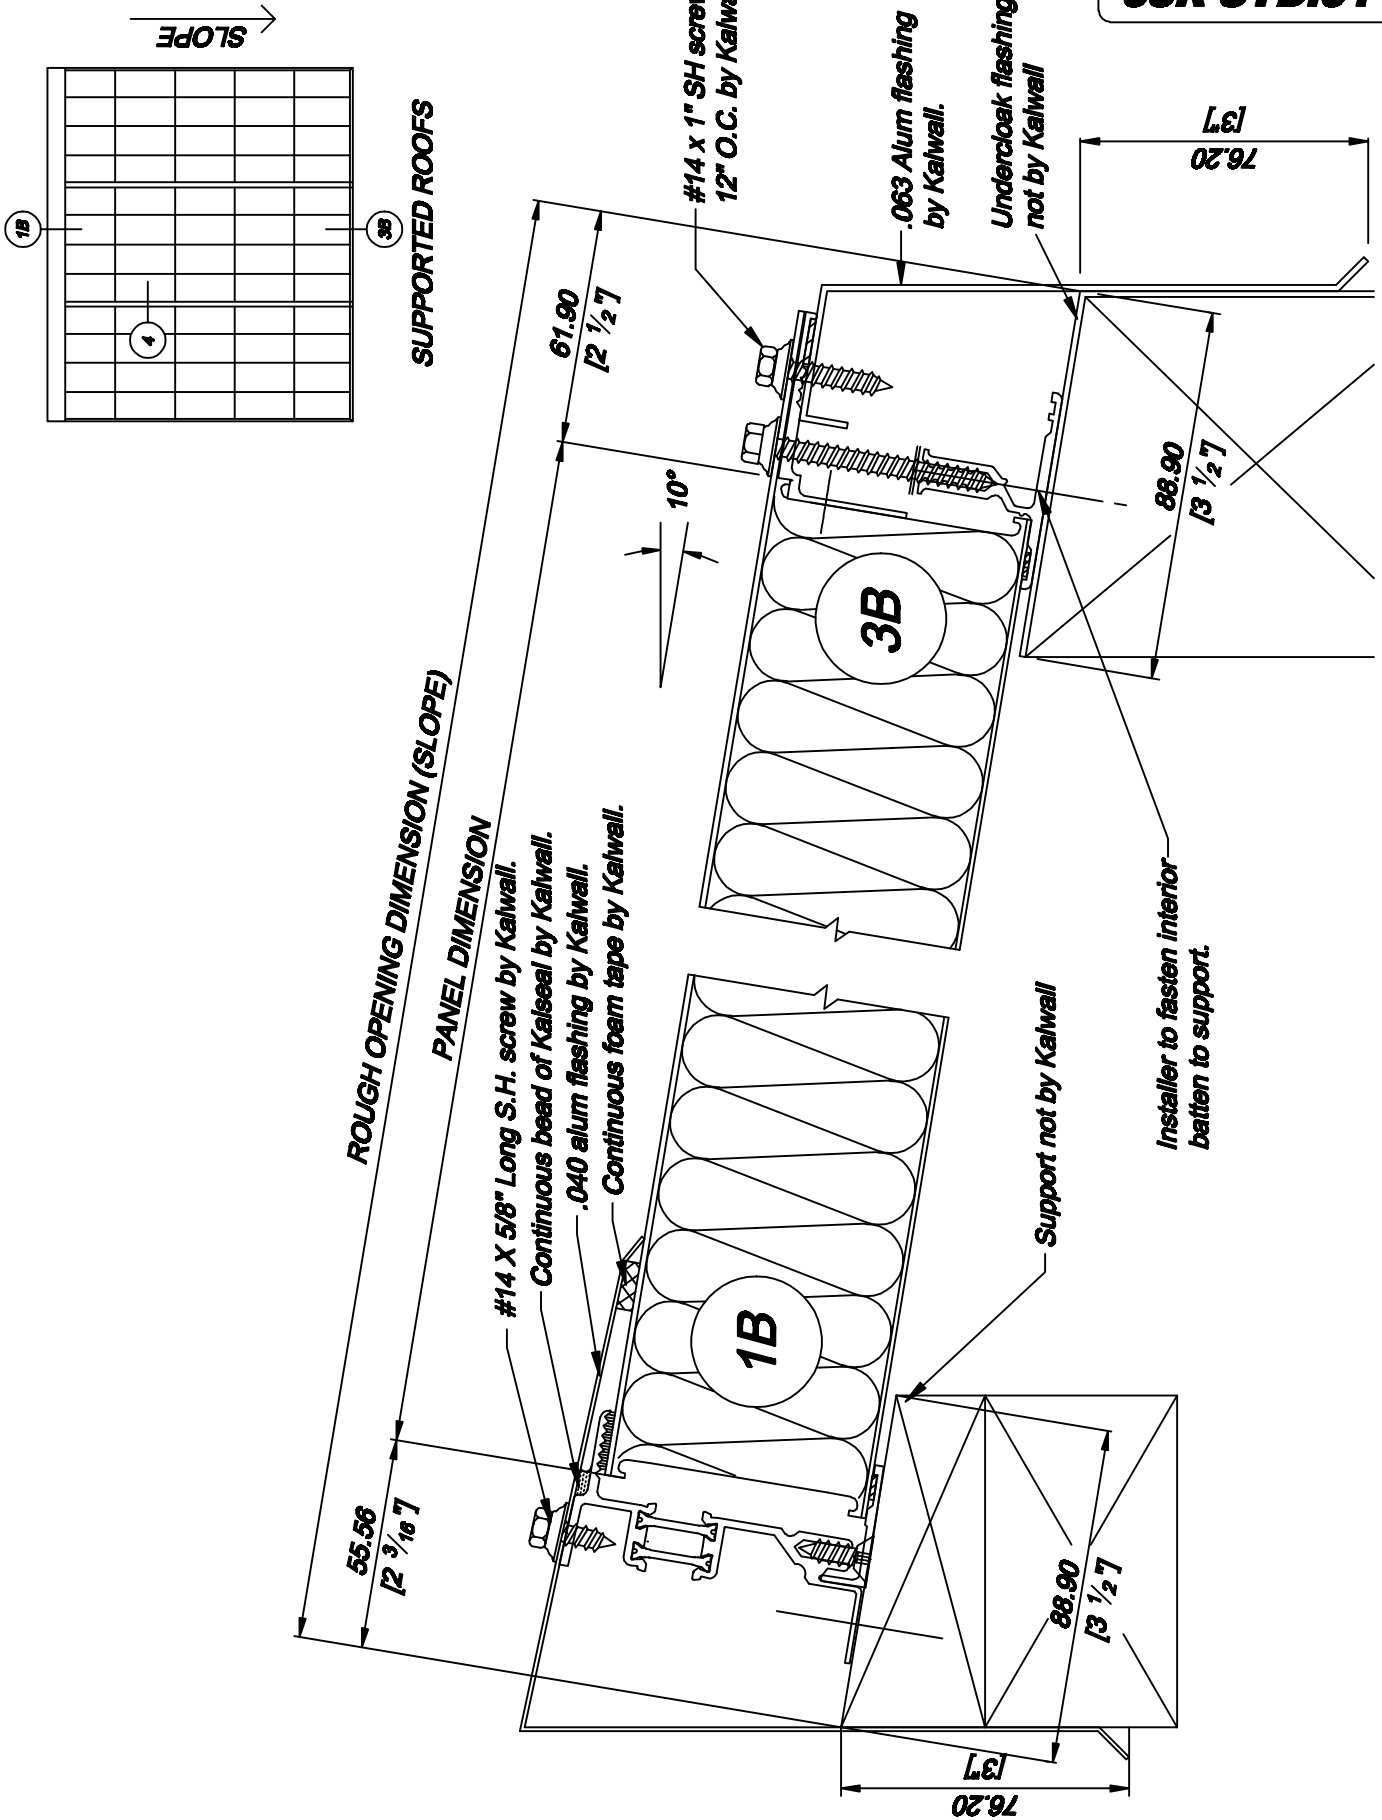 SLOPE
1B
3B
4
SUPPORTED ROOFS
ROUGH OPENING DIMENSION (SLOPE)
PANEL DIMENSION
#14 X 5/8" Long S.H. screw by Kalwall.
Continuous bead of Kalseal by Kalwall.
.040 alum flashing by Kalwall.
Continuous foam tape by Kalwall.
55.56
[2 3/16"]
61.90
[2 1/2"]
10°
#14 x 1" SH screw
12" O.C. by
.063 Alum flashing
by Kalwall.
Undercloak flashing
not by Kalwall
76.20
[3"]
88.90
[3 1/2"]
3B
1B
Installer to fasten interior
batten to support.
Support not by Kalwall
88.90
[3 1/2"]
76.20
[3"]